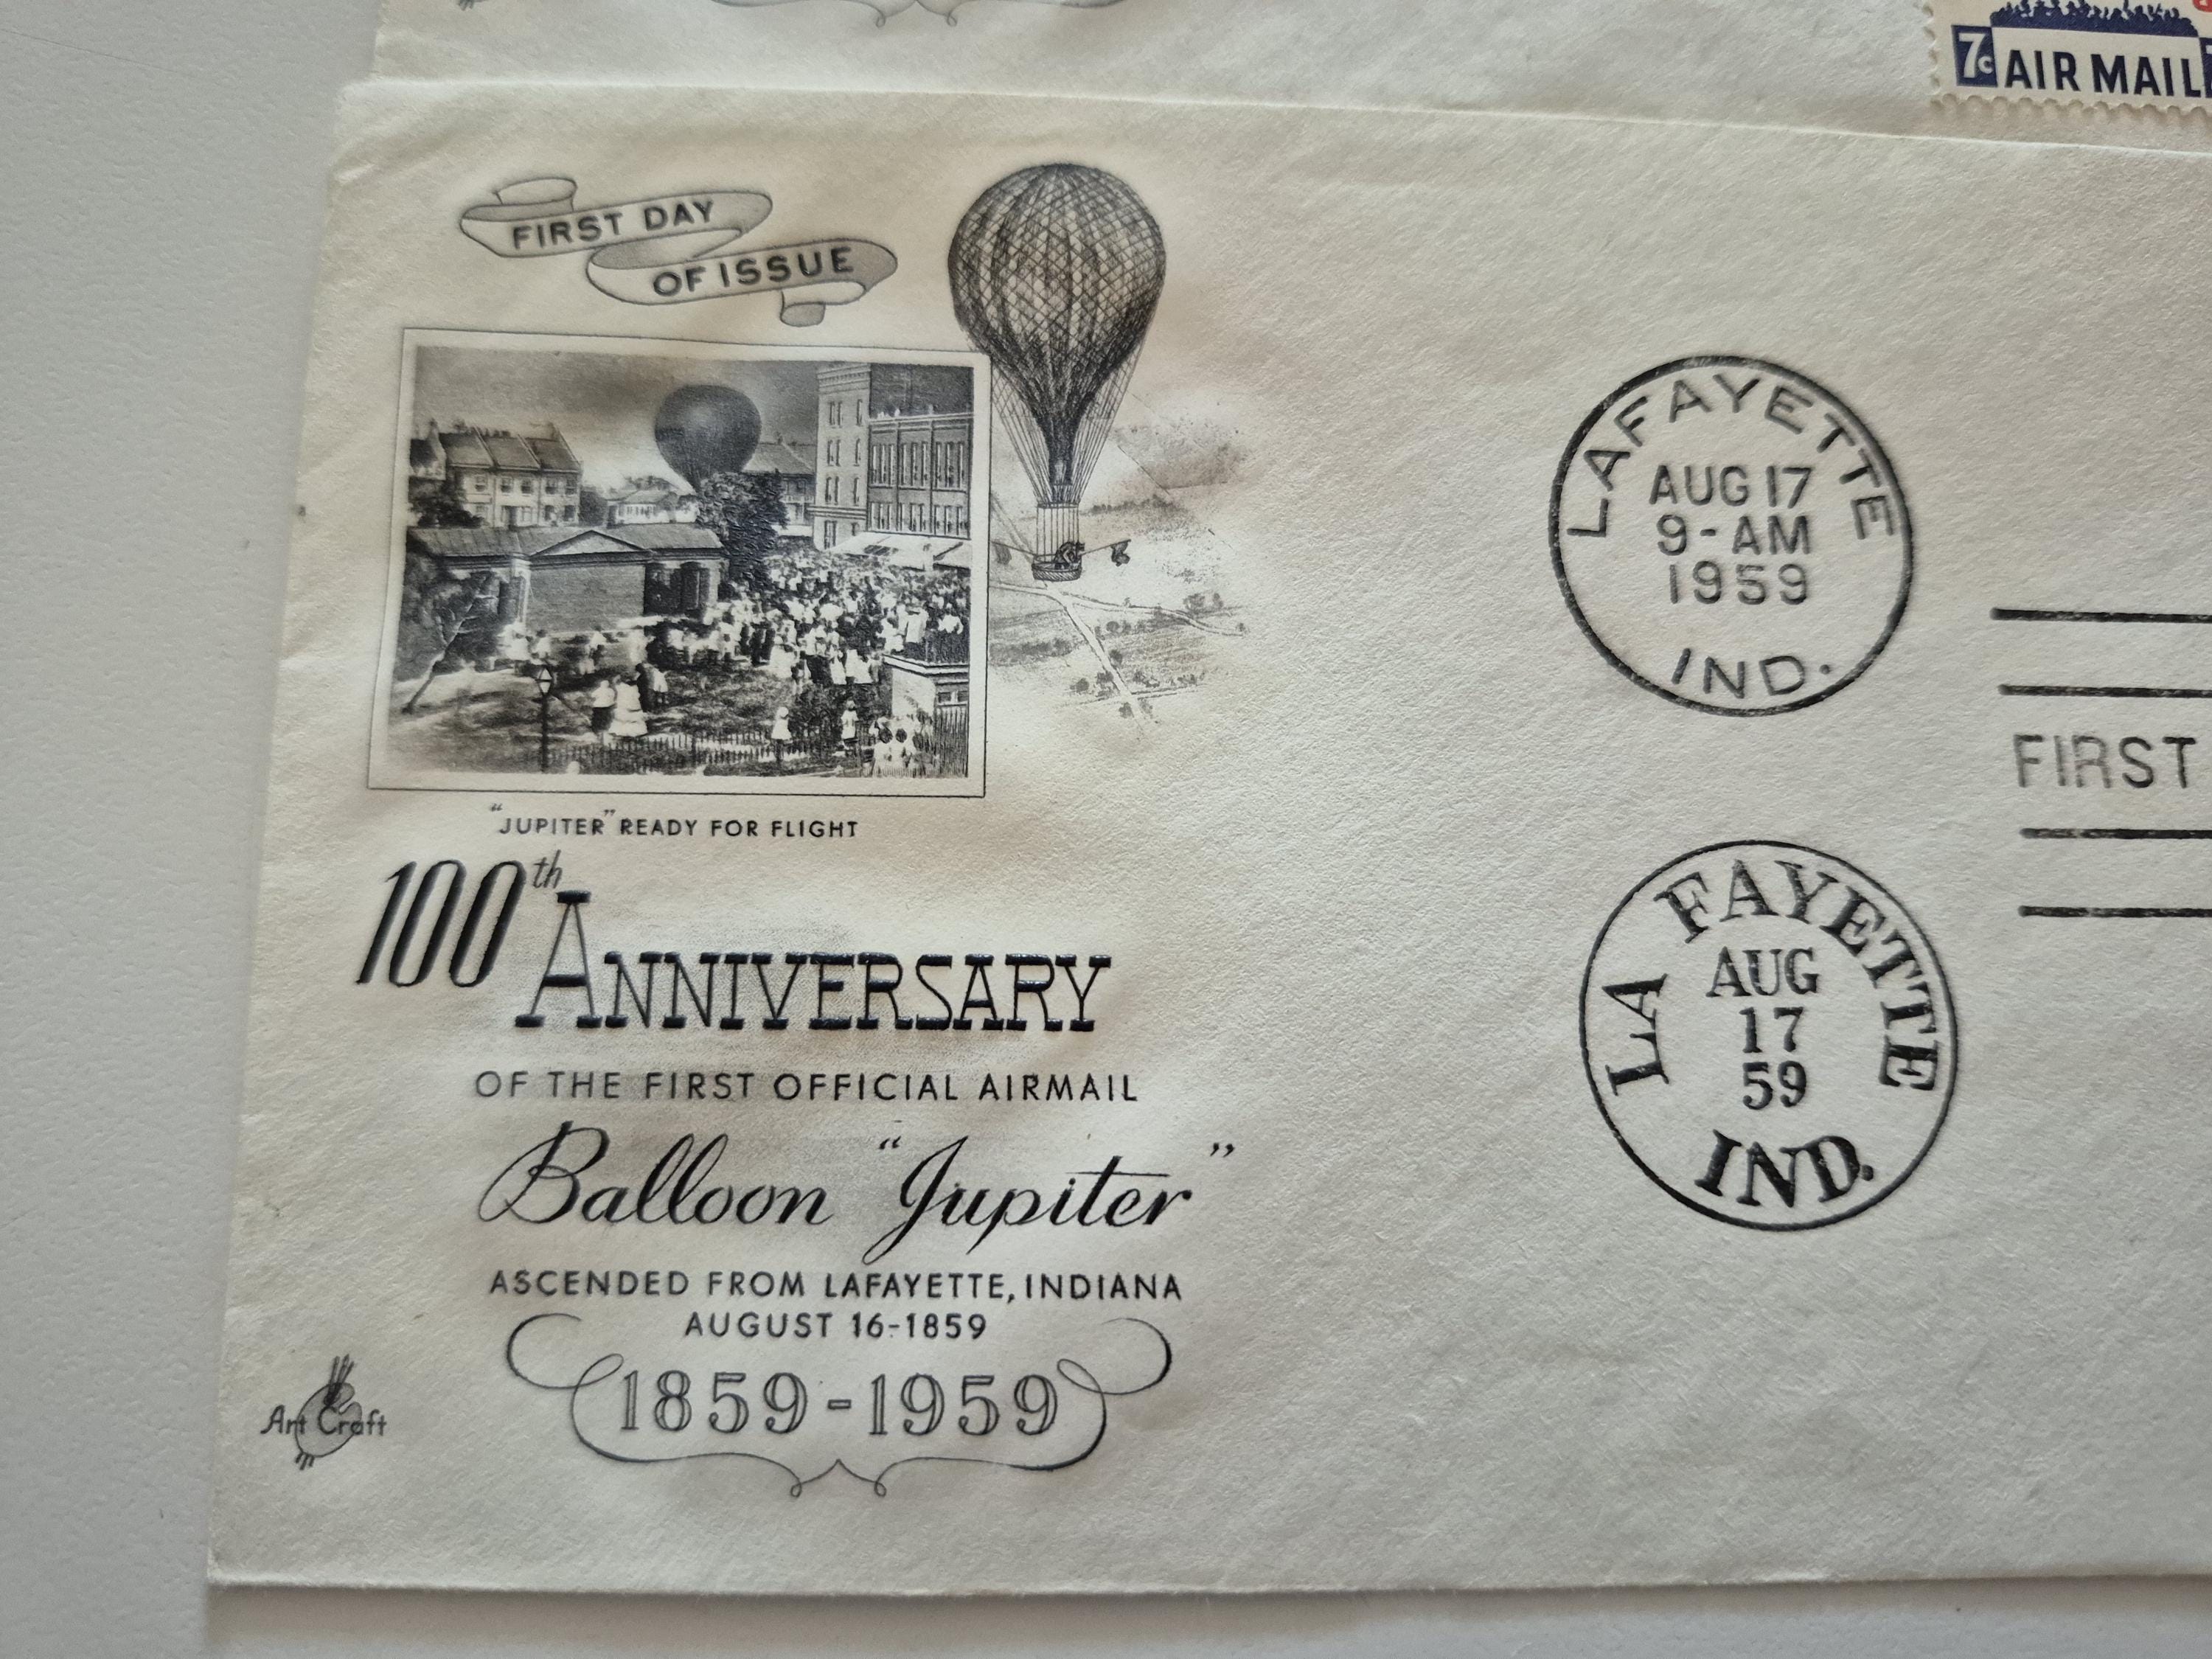 7c AIR MAIL
FIRST DAY
OF ISSUE
"JUPITER" READY FOR FLIGHT
100th ANNIVERSARY
OF THE FIRST OFFICIAL AIRMAIL
Balloon "Jupiter"
ASCENDED FROM LAFAYETTE, INDIANA
AUGUST 16-1859
1859-1959
Art Craft
LAFAYETTE
AUG 17
9-AM
1959
IND.
FIRST
LA FAYETTE
AUG
17
59
IND.